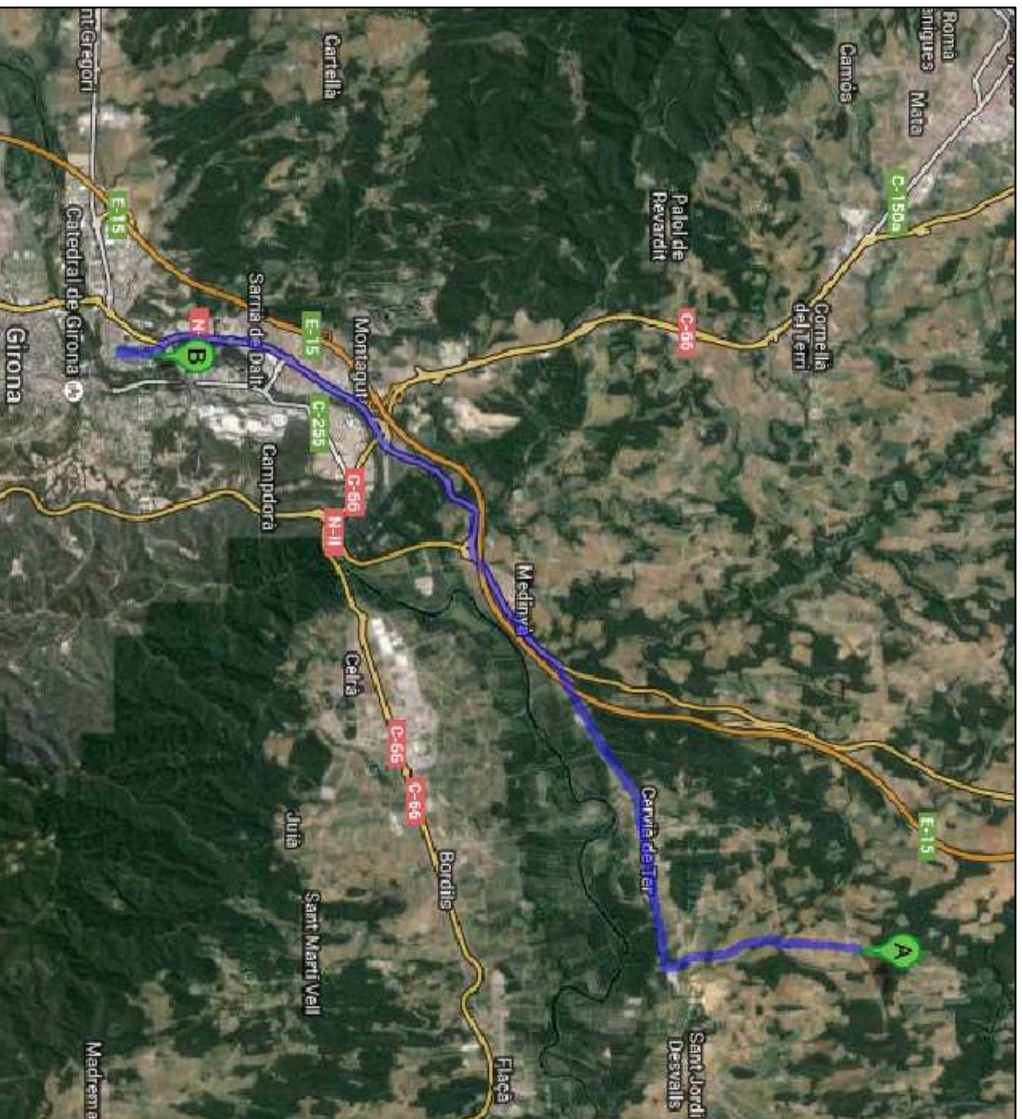 Romà
anigues
E-15
Mata
A
C-150a
Camós
Cornellà
del Terri
Sant Jordi
Desvalls
C-66
Palol de
Revardit
Cervià de Ter
Medinyà
Flaçà
Bordils
C-66
C-66
Montagut
C-66
Celrà
N-II
Cartellà
C-255
E-15
Sant Martí Vell
Juià
Campdorà
Sarrià de Dalt
N-
B
E-15
Madrema
nt Gregori
Catedral de Girona
Girona